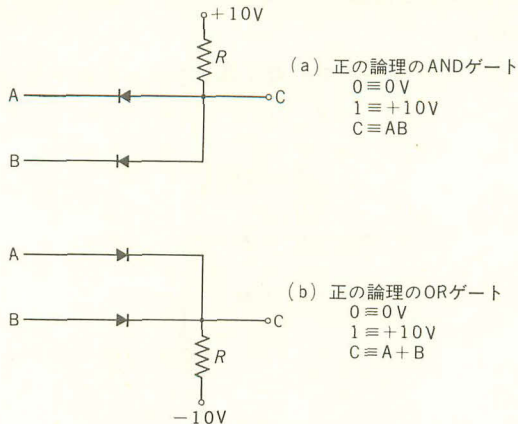 +10V
R
(a) 正の論理のANDゲート
0≡0V
A
C
1≡+10V
C≡AB
B
A
(b) 正の論理のORゲート
B
C
0≡0V
1≡+10V
R
C≡A+B
−10V